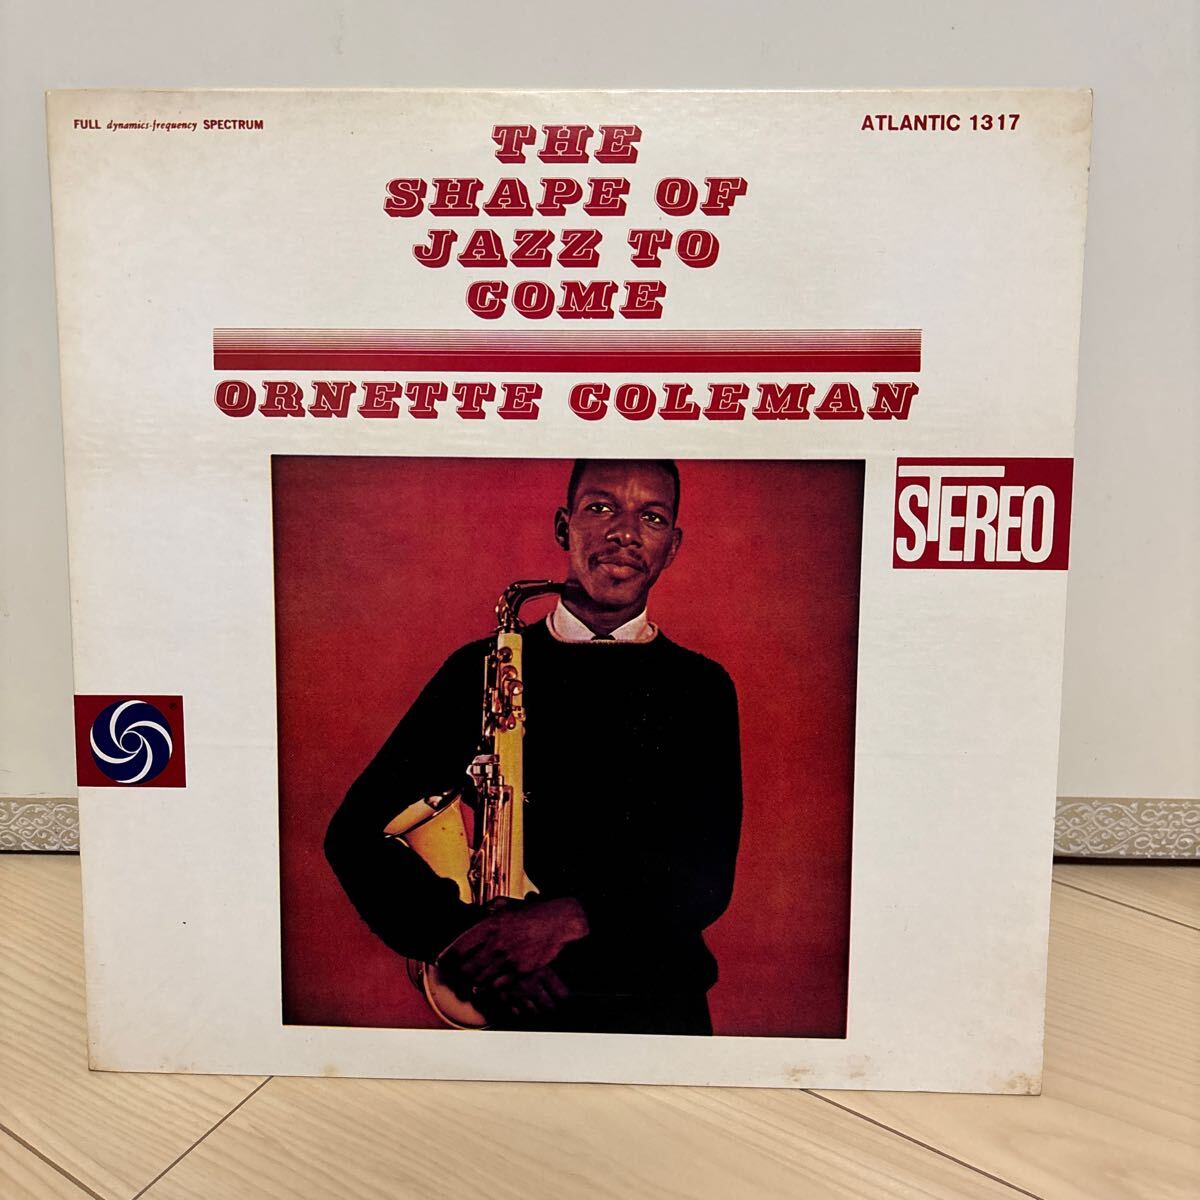 FULL dynamics-frequency SPECTRUM
ATLANTIC 1317
THE
SHAPE OF
JAZZ TO
COME
ORNETTE COLEMAN
STEREO
®